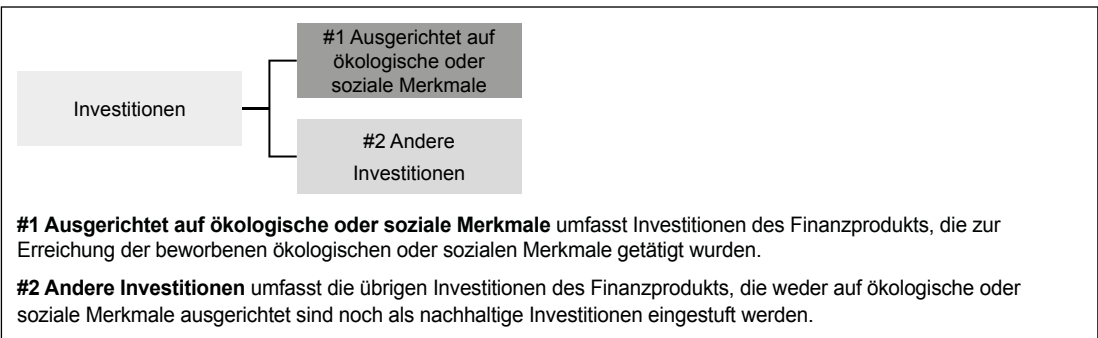 #1 Ausgerichtet auf
ökologische oder
soziale Merkmale
Investitionen
#2 Andere
Investitionen
#1 Ausgerichtet auf ökologische oder soziale Merkmale umfasst Investitionen des Finanzprodukts, die zur
Erreichung der beworbenen ökologischen oder sozialen Merkmale getätigt wurden.
#2 Andere Investitionen umfasst die übrigen Investitionen des Finanzprodukts, die weder auf ökologische oder
soziale Merkmale ausgerichtet sind noch als nachhaltige Investitionen eingestuft werden.